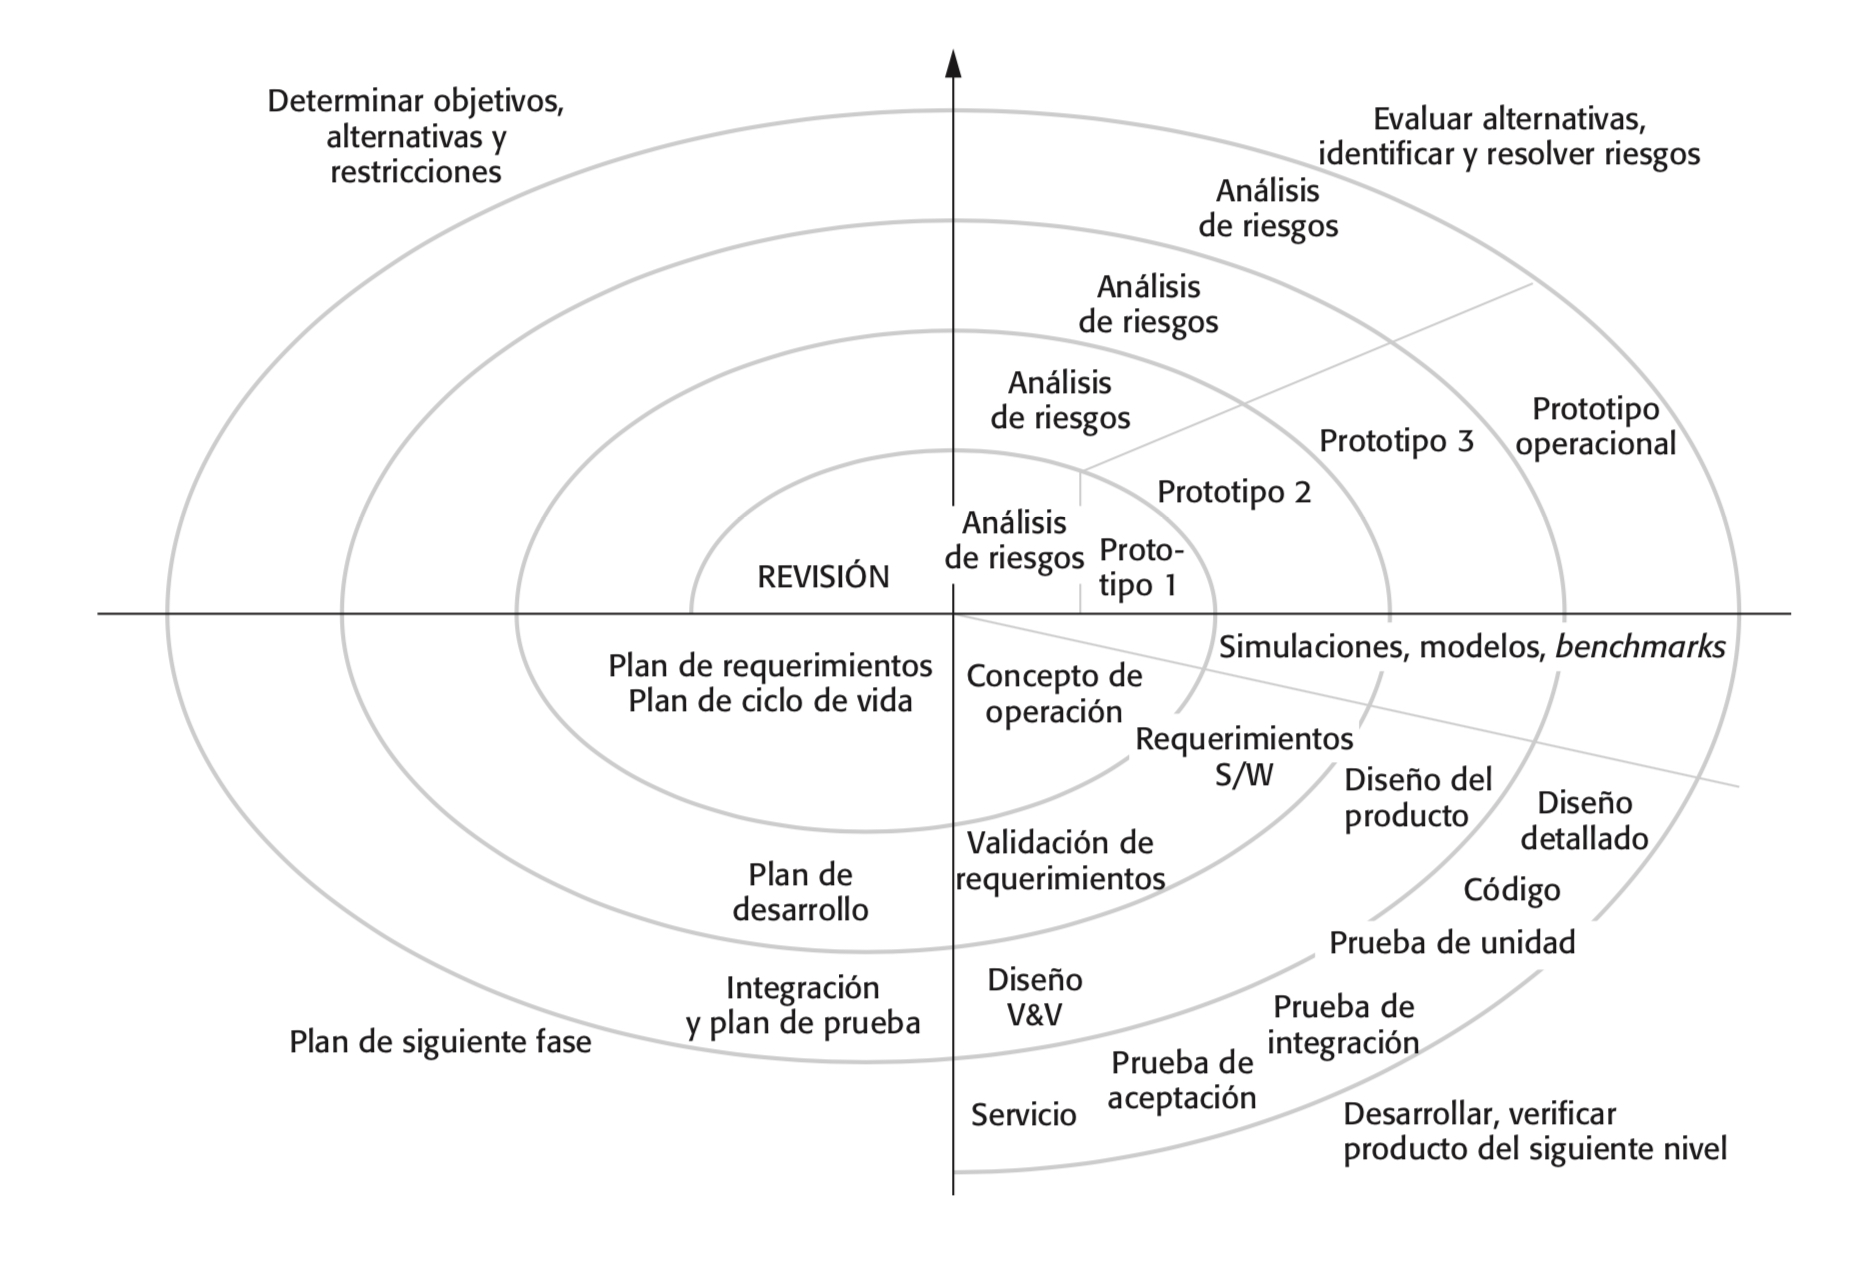 Determinar objetivos,
alternativas y
restricciones
Evaluar alternativas,
identificar y resolver riesgos
Análisis
de riesgos
Análisis
de riesgos
Análisis
de riesgos
Prototipo
operacional
Prototipo 3
Prototipo 2
Análisis
de riesgos
Proto-
tipo 1
REVISIÓN
Simulaciones, modelos, benchmarks
Plan de requerimientos
Plan de ciclo de vida
Concepto de
operación
Requerimientos
S/W
Diseño del
producto
Diseño
detallado
Validación de
requerimientos
Plan de
desarrollo
Código
Prueba de unidad
Integración
y plan de prueba
Diseño
V&V
Prueba de
integración
Plan de siguiente fase
Prueba de
aceptación
Servicio
Desarrollar, verificar
producto del siguiente nivel